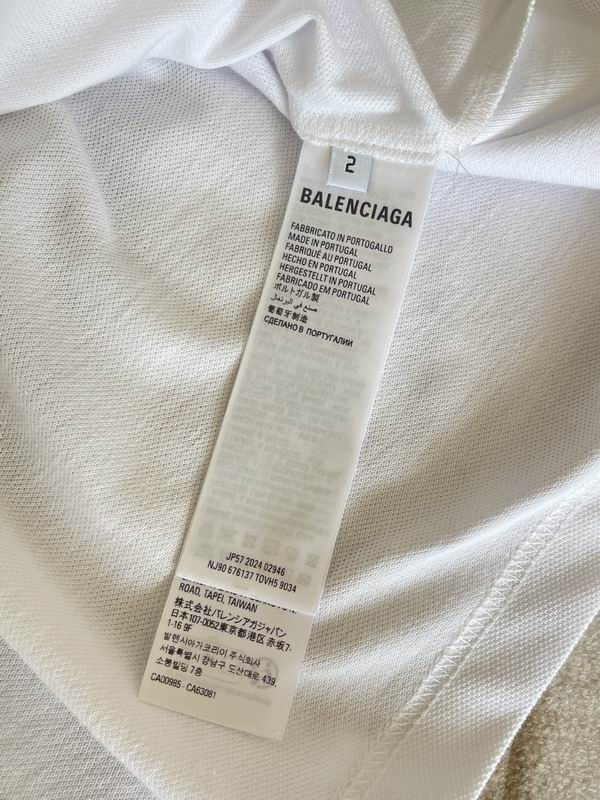 2
BALENCIAGA
FABBRICATO IN PORTOGALLO
MADE IN PORTUGAL
FABRIQUÉ AU PORTUGAL
HECHO EN PORTUGAL
HERGESTELLT IN PORTUGAL
FABRICADO EM PORTUGAL
ポルトガル製
صنع في البرتغال
葡萄牙制造
СДЕЛАНО В ПОРТУГАЛИИ
JP57 2024 02946
NJ90 676137 TOVH5 9034
ROAD, TAPEI, TAIWAN
株式会社バレンシアガジャパン
日本107-0052東京都港区 赤坂7-
1-16 9F
발렌시아가코리아 주식회사
서울특별시 강남구 도산대로 439,
소통빌딩 7층
CA00985 - CA63081